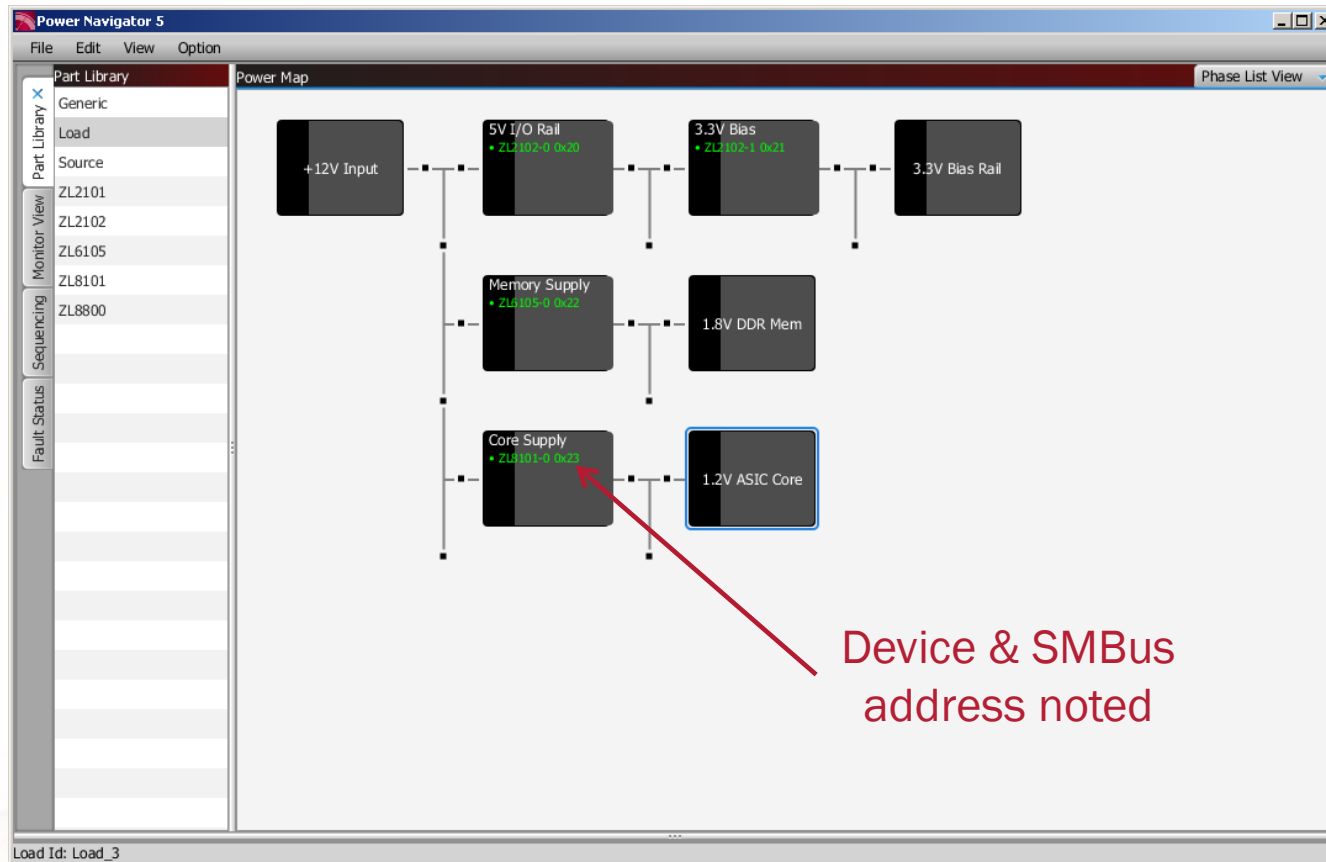 Power Navigator 5
File Edit View Option
Part Library
Monitor View
Sequencing
Fault Status
Part Library
Generic
Load
Source
ZL2101
ZL2102
ZL6105
ZL8101
ZL8800
Power Map
Phase List View
+12V Input
5V I/O Rail
• ZL2102-0 0x20
3.3V Bias
• ZL2102-1 0x21
3.3V Bias Rail
Memory Supply
• ZL6105-0 0x22
1.8V DDR Mem
Core Supply
• ZL8101-0 0x23
1.2V ASIC Core
Device & SMBus
address noted
Load Id: Load_3